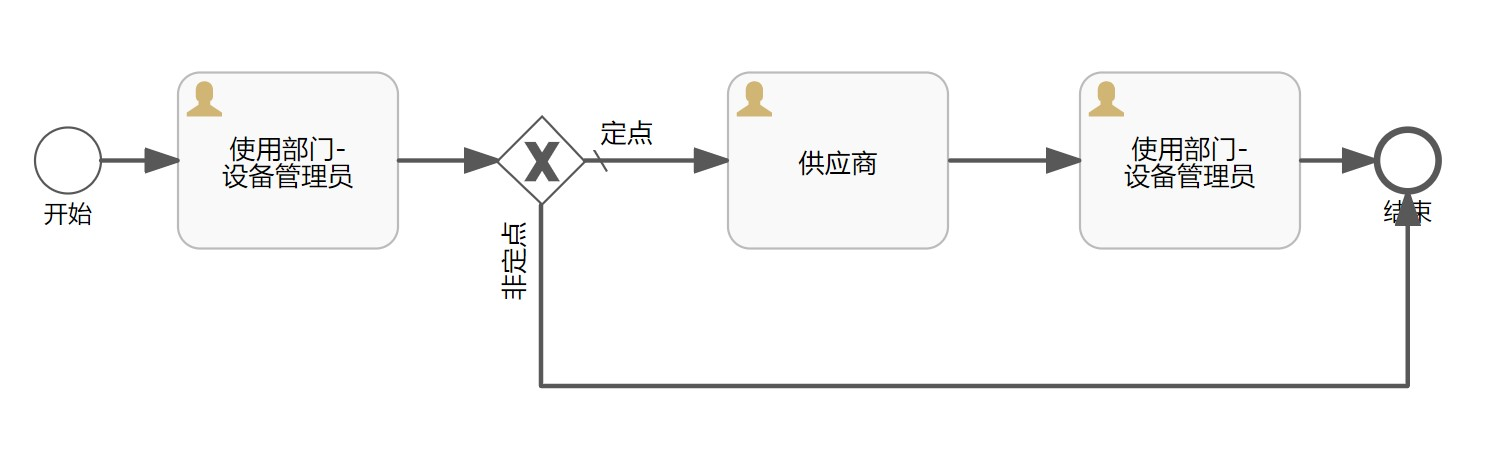 开始
使用部门-
设备管理员
非定点
定点
供应商
使用部门-
设备管理员
结束